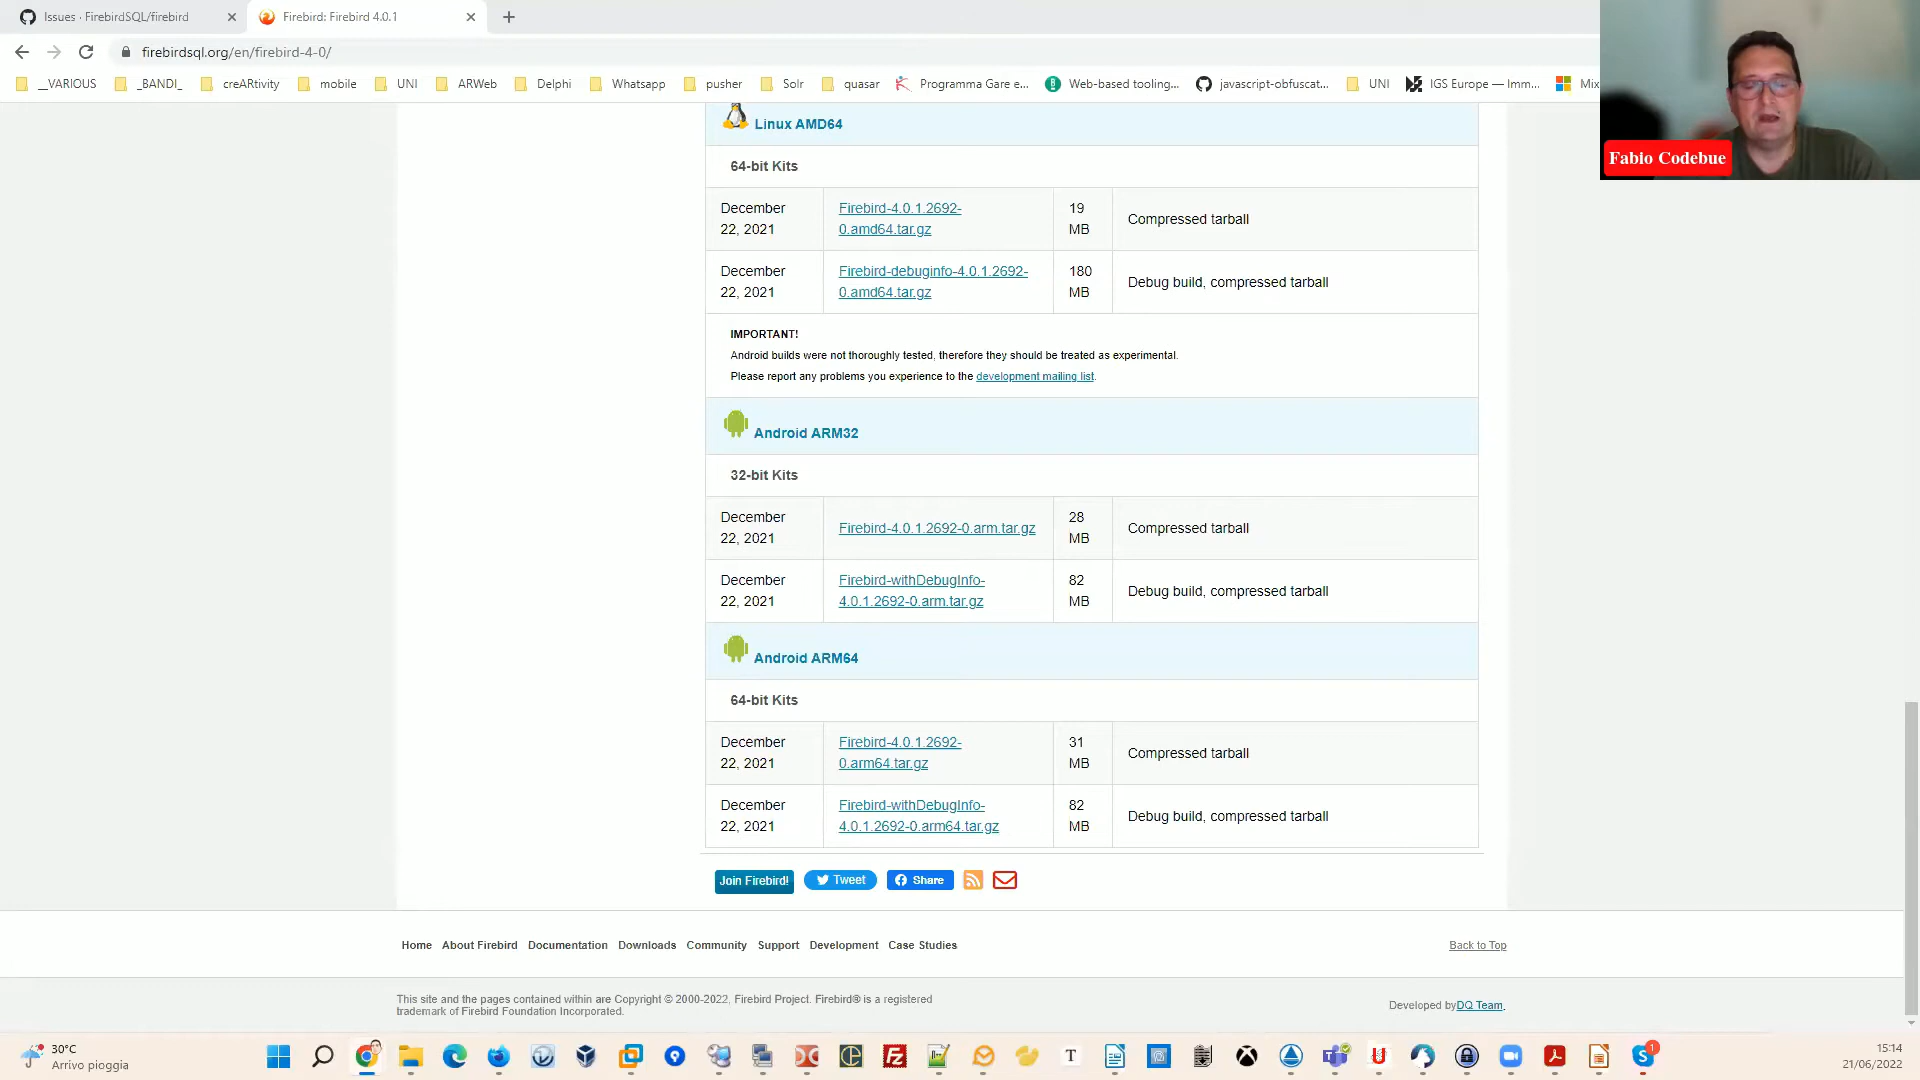 Issues · FirebirdSQL/firebird
Firebird: Firebird 4.0.1
firebirdsql.org/en/firebird-4-0/
__VARIOUS
_BANDI_
creARtivity
mobile
UNI
ARWeb
Delphi
Whatsapp
pusher
Solr
quasar
Programma Gare e...
Web-based tooling...
javascript-obfuscat...
UNI
IGS Europe — Imm...
Mix
Fabio Codebue
Linux AMD64
64-bit Kits
December
22, 2021
Firebird-4.0.1.2692-
0.amd64.tar.gz
19
MB
Compressed tarball
December
22, 2021
Firebird-debuginfo-4.0.1.2692-
0.amd64.tar.gz
180
MB
Debug build, compressed tarball
IMPORTANT!
Android builds were not thoroughly tested, therefore they should be treated as experimental.
Please report any problems you experience to the development mailing list.
Android ARM32
32-bit Kits
December
22, 2021
Firebird-4.0.1.2692-0.arm.tar.gz
28
MB
Compressed tarball
December
22, 2021
Firebird-withDebugInfo-
4.0.1.2692-0.arm.tar.gz
82
MB
Debug build, compressed tarball
Android ARM64
64-bit Kits
December
22, 2021
Firebird-4.0.1.2692-
0.arm64.tar.gz
31
MB
Compressed tarball
December
22, 2021
Firebird-withDebugInfo-
4.0.1.2692-0.arm64.tar.gz
82
MB
Debug build, compressed tarball
Join Firebird!
Tweet
Share
Home About Firebird Documentation Downloads Community Support Development Case Studies
Back to Top
This site and the pages contained within are Copyright © 2000-2022, Firebird Project. Firebird® is a registered
trademark of Firebird Foundation Incorporated.
Developed by DQ Team.
30°C
Arrivo pioggia
15:14
21/06/2022